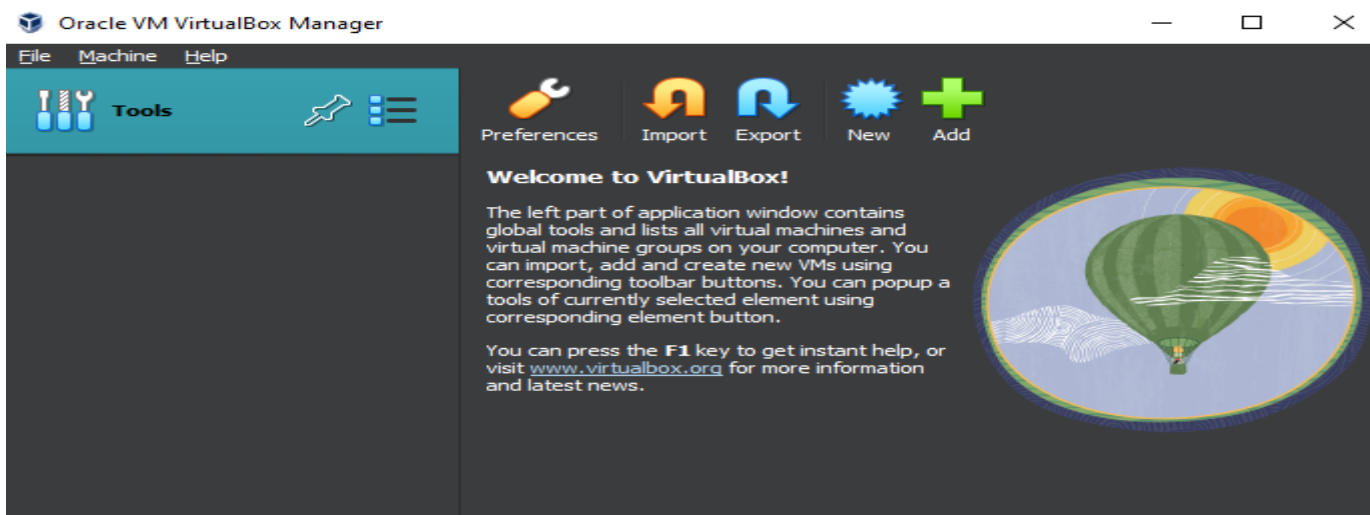 Oracle VM VirtualBox Manager
File Machine Help
Tools
Preferences Import Export New Add
Welcome to VirtualBox!
The left part of application window contains
global tools and lists all virtual machines and
virtual machine groups on your computer. You
can import, add and create new VMs using
corresponding toolbar buttons. You can popup a
tools of currently selected element using
corresponding element button.
You can press the F1 key to get instant help, or
visit www.virtualbox.org for more information
and latest news.